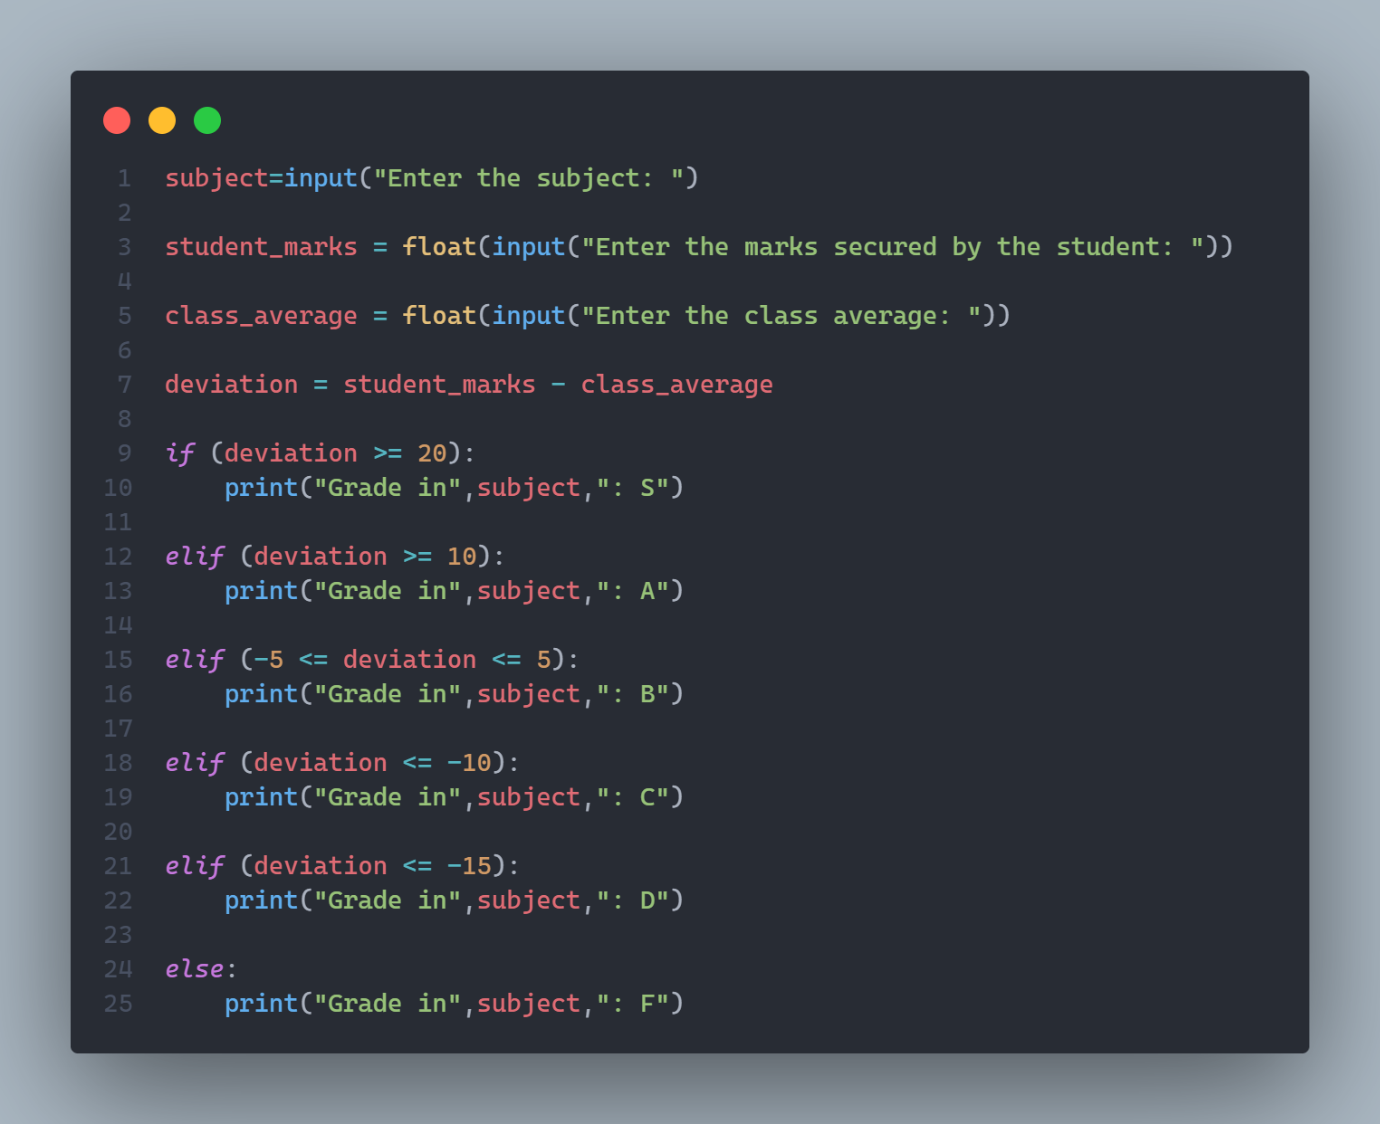 1 subject=input("Enter the subject: ")
2
3 student_marks = float(input("Enter the marks secured by the student: "))
4
5 class_average = float(input("Enter the class average: "))
6
7 deviation = student_marks - class_average
8
9 if (deviation >= 20):
10     print("Grade in",subject,": S")
11
12 elif (deviation >= 10):
13     print("Grade in",subject,": A")
14
15 elif (-5 <= deviation <= 5):
16     print("Grade in",subject,": B")
17
18 elif (deviation <= -10):
19     print("Grade in",subject,": C")
20
21 elif (deviation <= -15):
22     print("Grade in",subject,": D")
23
24 else:
25     print("Grade in",subject,": F")